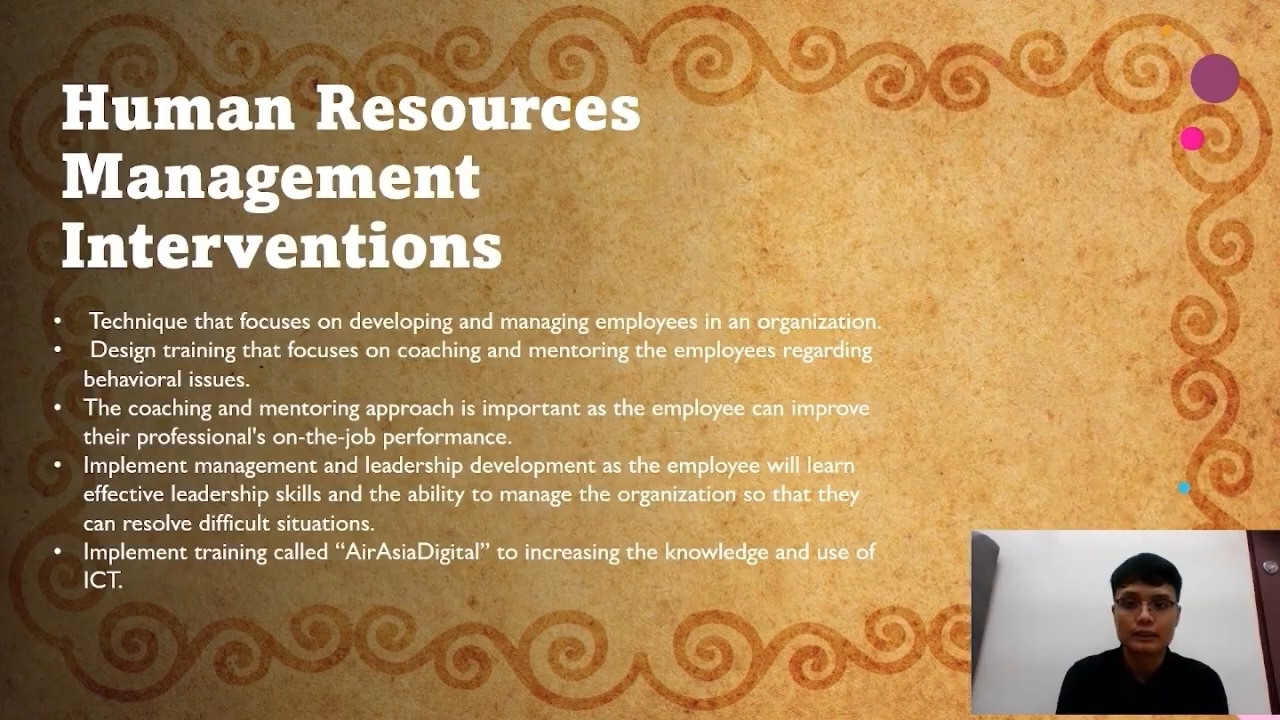 Human Resources
Management
Interventions
• Technique that focuses on developing and managing employees in an organization.
• Design training that focuses on coaching and mentoring the employees regarding
behavioral issues.
• The coaching and mentoring approach is important as the employee can improve
their professional's on-the-job performance.
• Implement management and leadership development as the employee will learn
effective leadership skills and the ability to manage the organization so that they
can resolve difficult situations.
• Implement training called “AirAsiaDigital” to increasing the knowledge and use of
ICT.